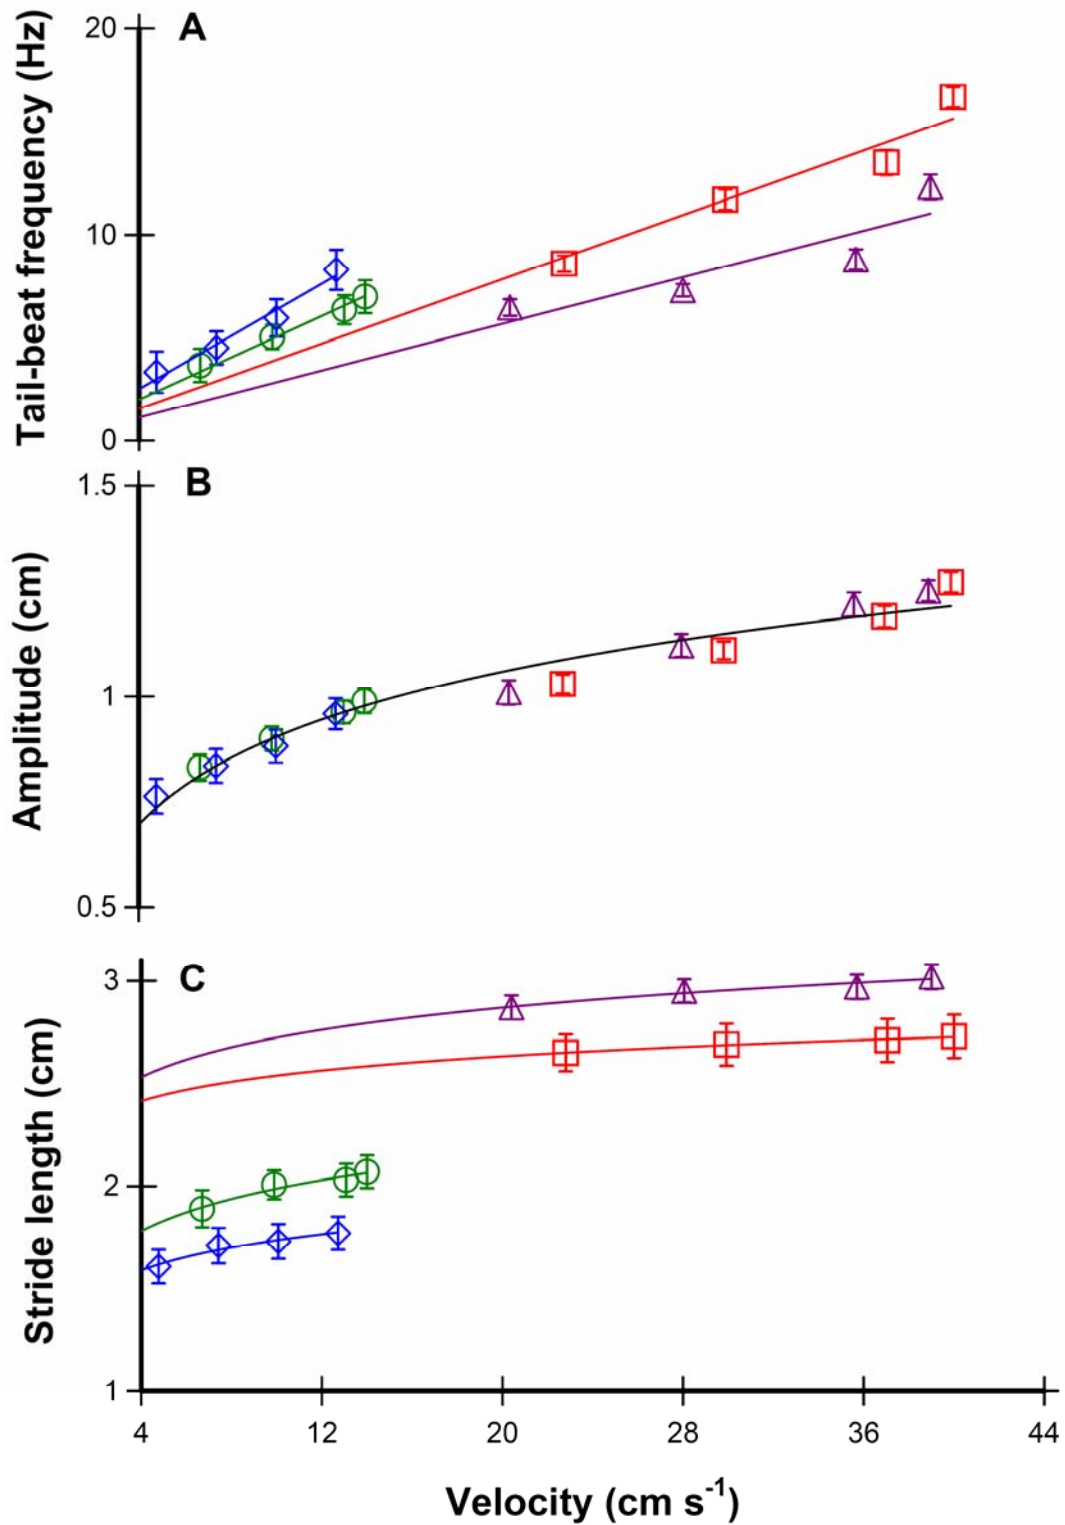 A
Tail-beat frequency (Hz)
20
10
0
B
Amplitude (cm)
1.5
1
0.5
C
Stride length (cm)
3
2
1
4 12 20 28 36 44
Velocity (cm s⁻¹)